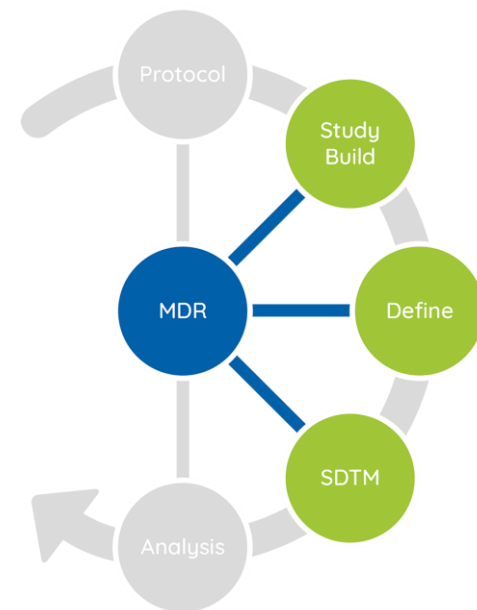 Protocol
Study
Build
MDR
Define
SDTM
Analysis